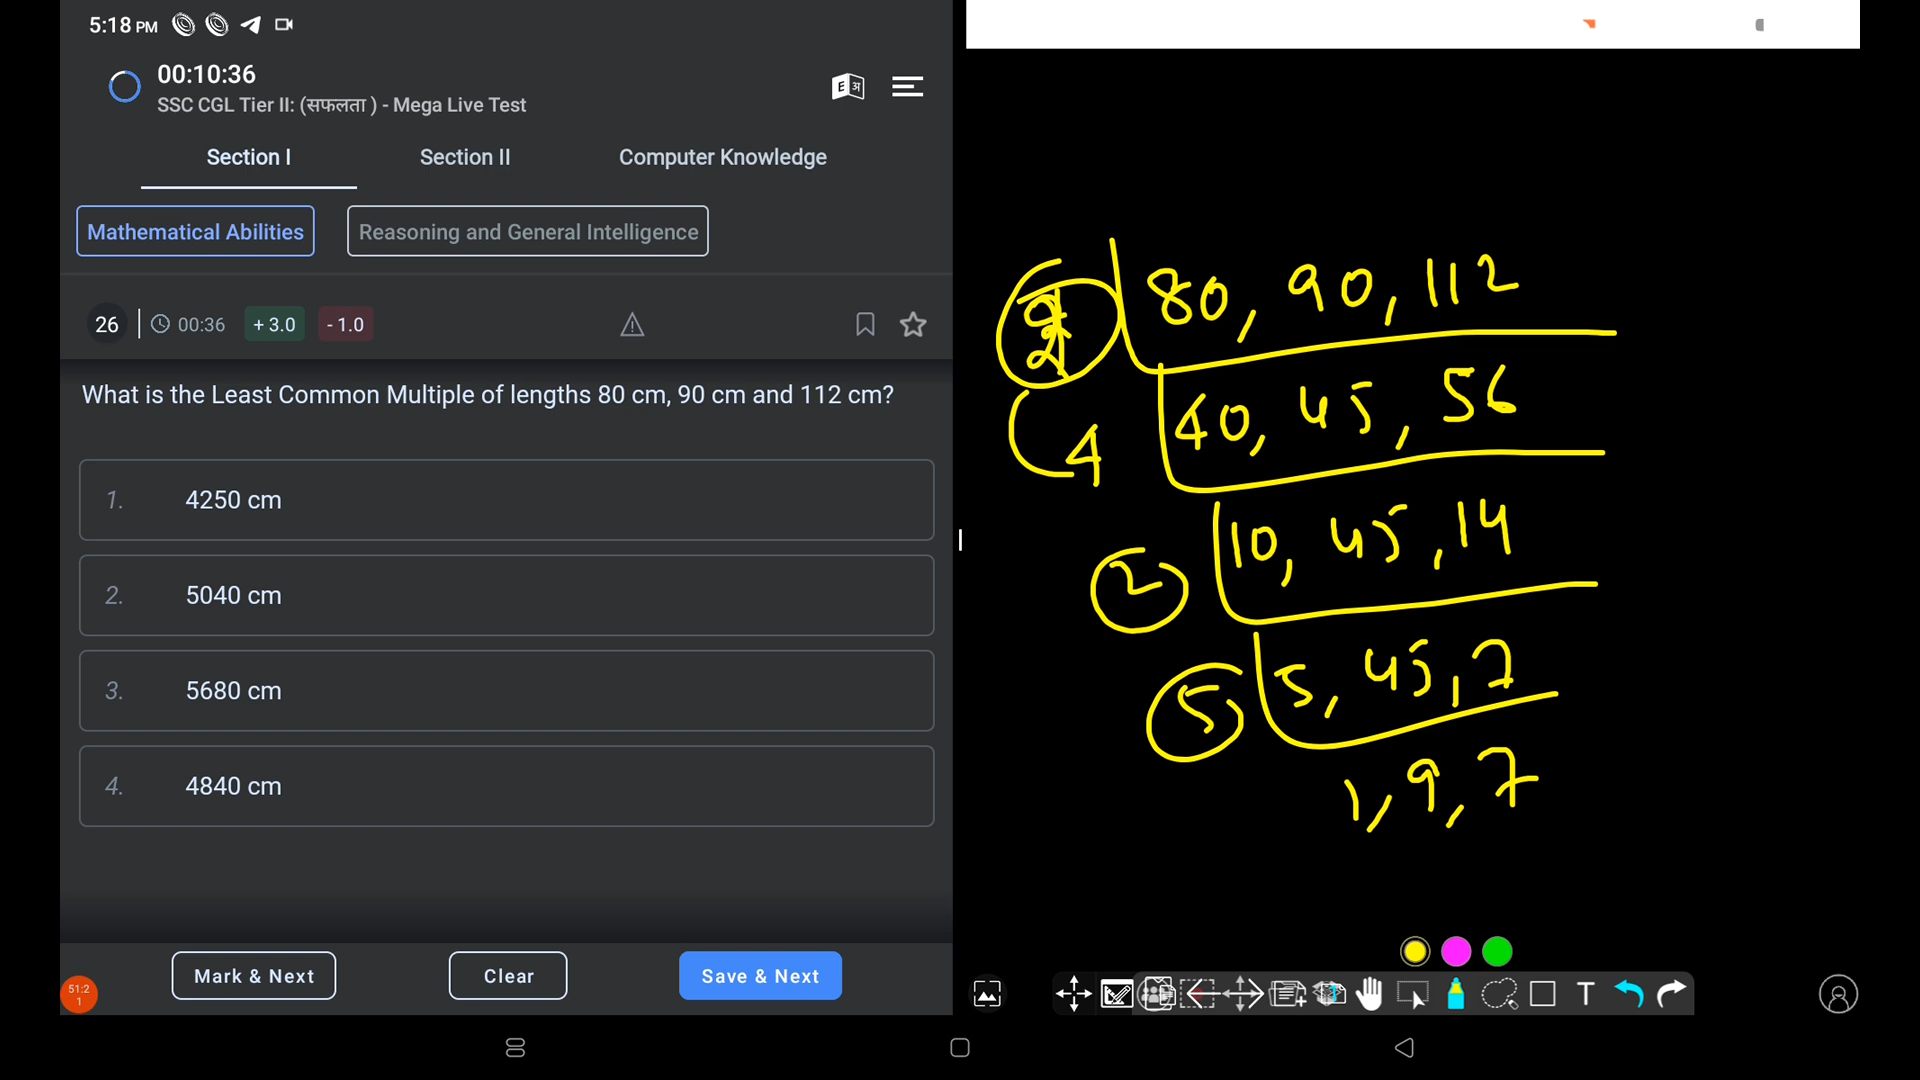 5:18 PM
00:10:36
SSC CGL Tier II: (सफलता ) - Mega Live Test
E अ
Section I Section II Computer Knowledge
Mathematical Abilities Reasoning and General Intelligence
26 00:36 + 3.0 - 1.0
What is the Least Common Multiple of lengths 80 cm, 90 cm and 112 cm?
1. 4250 cm
2. 5040 cm
3. 5680 cm
4. 4840 cm
Mark & Next Clear Save & Next
51:2
1
80, 90, 112
4 40, 45, 56
2 10, 45, 14
5 5, 45, 7
1, 9, 7
T